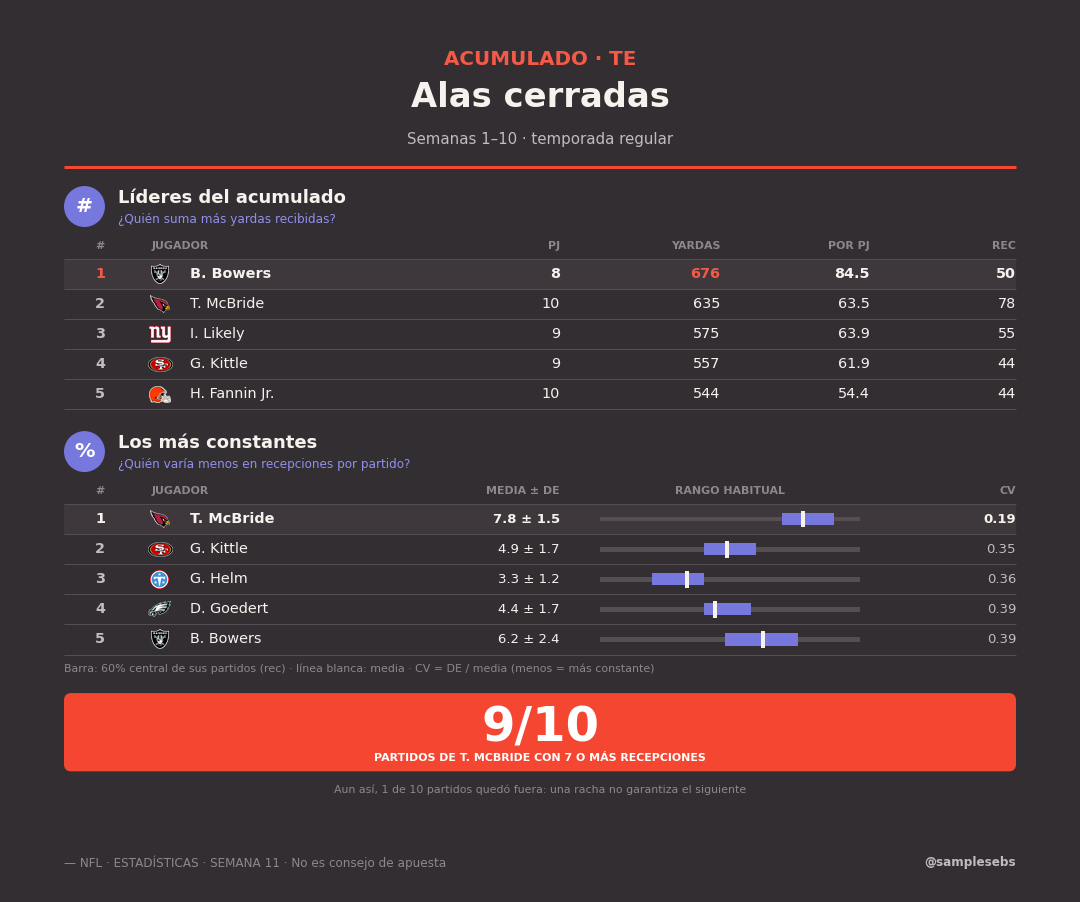 ACUMULADO · TE
Alas cerradas
Semanas 1–10 · temporada regular
# Líderes del acumulado
¿Quién suma más yardas recibidas?
# JUGADOR PJ YARDAS POR PJ REC
1 B. Bowers 8 676 84.5 50
2 T. McBride 10 635 63.5 78
3 ny I. Likely 9 575 63.9 55
4 SF G. Kittle 9 557 61.9 44
5 H. Fannin Jr. 10 544 54.4 44
% Los más constantes
¿Quién varía menos en recepciones por partido?
# JUGADOR MEDIA ± DE RANGO HABITUAL CV
1 T. McBride 7.8 ± 1.5 0.19
2 SF G. Kittle 4.9 ± 1.7 0.35
3 G. Helm 3.3 ± 1.2 0.36
4 D. Goedert 4.4 ± 1.7 0.39
5 B. Bowers 6.2 ± 2.4 0.39
Barra: 60% central de sus partidos (rec) · línea blanca: media · CV = DE / media (menos = más constante)
9/10
PARTIDOS DE T. MCBRIDE CON 7 O MÁS RECEPCIONES
Aun así, 1 de 10 partidos quedó fuera: una racha no garantiza el siguiente
— NFL · ESTADÍSTICAS · SEMANA 11 · No es consejo de apuesta
@samplesebs